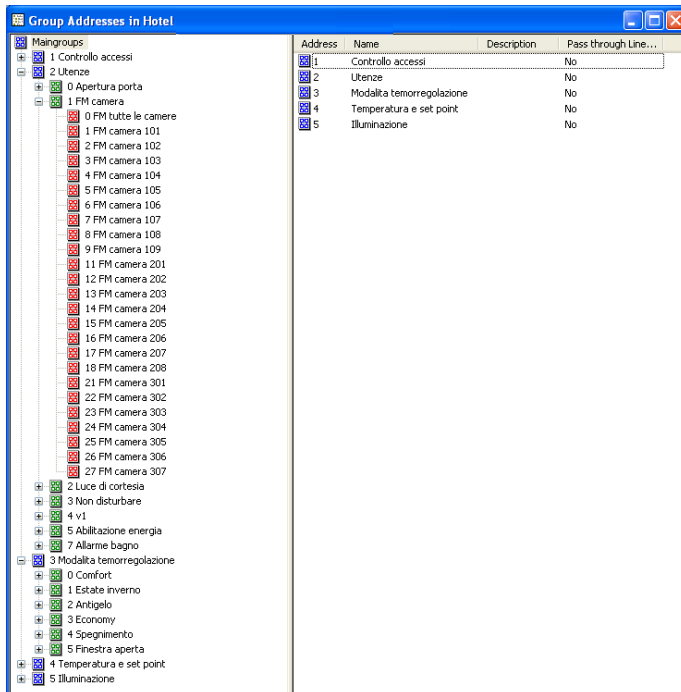 Group Addresses in Hotel
Maingroups
1 Controllo accessi
2 Utenze
0 Apertura porta
1 FM camera
0 FM tutte le camere
1 FM camera 101
2 FM camera 102
3 FM camera 103
4 FM camera 104
5 FM camera 105
6 FM camera 106
7 FM camera 107
8 FM camera 108
9 FM camera 109
11 FM camera 201
12 FM camera 202
13 FM camera 203
14 FM camera 204
15 FM camera 205
16 FM camera 206
17 FM camera 207
18 FM camera 208
21 FM camera 301
22 FM camera 302
23 FM camera 303
24 FM camera 304
25 FM camera 305
26 FM camera 306
27 FM camera 307
2 Luce di cortesia
3 Non disturbare
4 v1
5 Abilitazione energia
7 Allarme bagno
3 Modalita temorregolazione
0 Comfort
1 Estate inverno
2 Antigelo
3 Economy
4 Spegnimento
5 Finestra aperta
4 Temperatura e set point
5 Illuminazione
Address Name Description Pass through Line...
1 Controllo accessi No
2 Utenze No
3 Modalita temorregolazione No
4 Temperatura e set point No
5 Illuminazione No